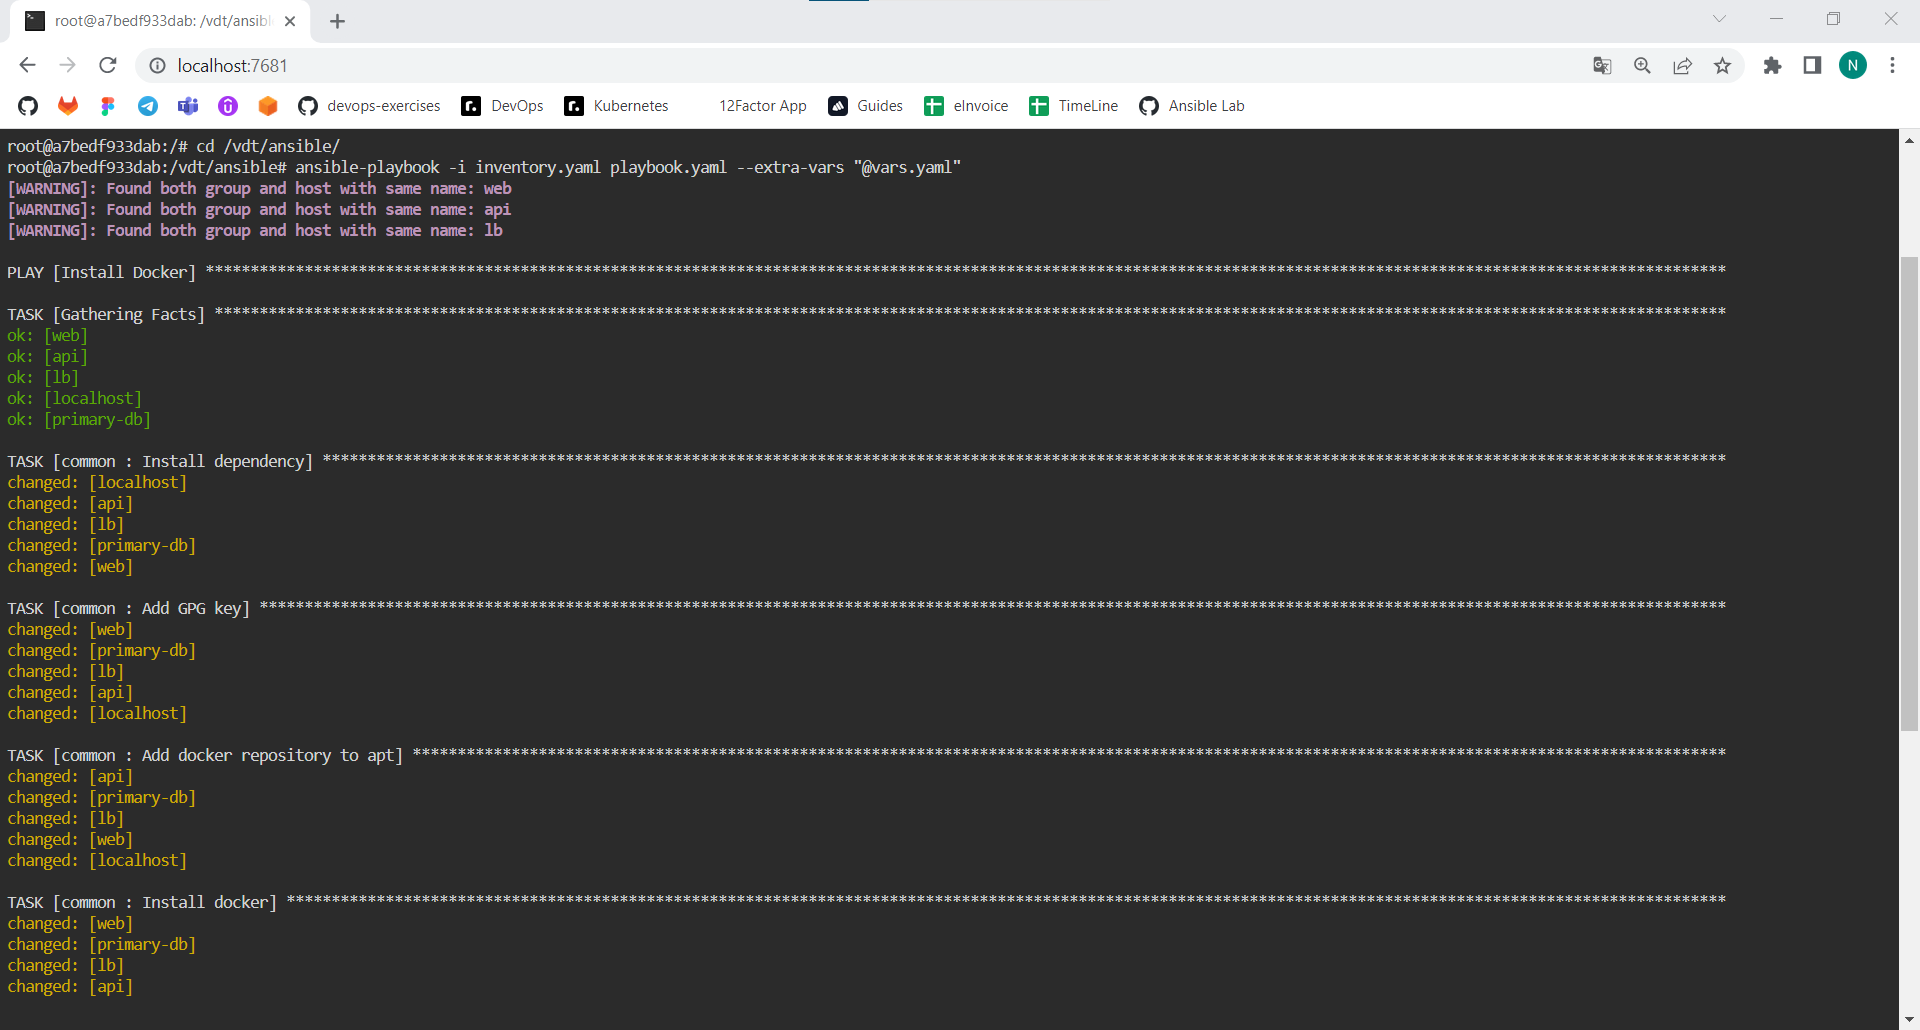 root@a7bedf933dab: /vdt/ansible
localhost:7681
N
devops-exercises DevOps Kubernetes 12Factor App Guides eInvoice TimeLine Ansible Lab
root@a7bedf933dab:/# cd /vdt/ansible/
root@a7bedf933dab:/vdt/ansible# ansible-playbook -i inventory.yaml playbook.yaml --extra-vars "@vars.yaml"
[WARNING]: Found both group and host with same name: web
[WARNING]: Found both group and host with same name: api
[WARNING]: Found both group and host with same name: lb
PLAY [Install Docker] *************************************************************************************************************************************************************************
TASK [Gathering Facts] ************************************************************************************************************************************************************************
ok: [web]
ok: [api]
ok: [lb]
ok: [localhost]
ok: [primary-db]
TASK [common : Install dependency] ************************************************************************************************************************************************************
changed: [localhost]
changed: [api]
changed: [lb]
changed: [primary-db]
changed: [web]
TASK [common : Add GPG key] *******************************************************************************************************************************************************************
changed: [web]
changed: [primary-db]
changed: [lb]
changed: [api]
changed: [localhost]
TASK [common : Add docker repository to apt] **************************************************************************************************************************************************
changed: [api]
changed: [primary-db]
changed: [lb]
changed: [web]
changed: [localhost]
TASK [common : Install docker] ****************************************************************************************************************************************************************
changed: [web]
changed: [primary-db]
changed: [lb]
changed: [api]